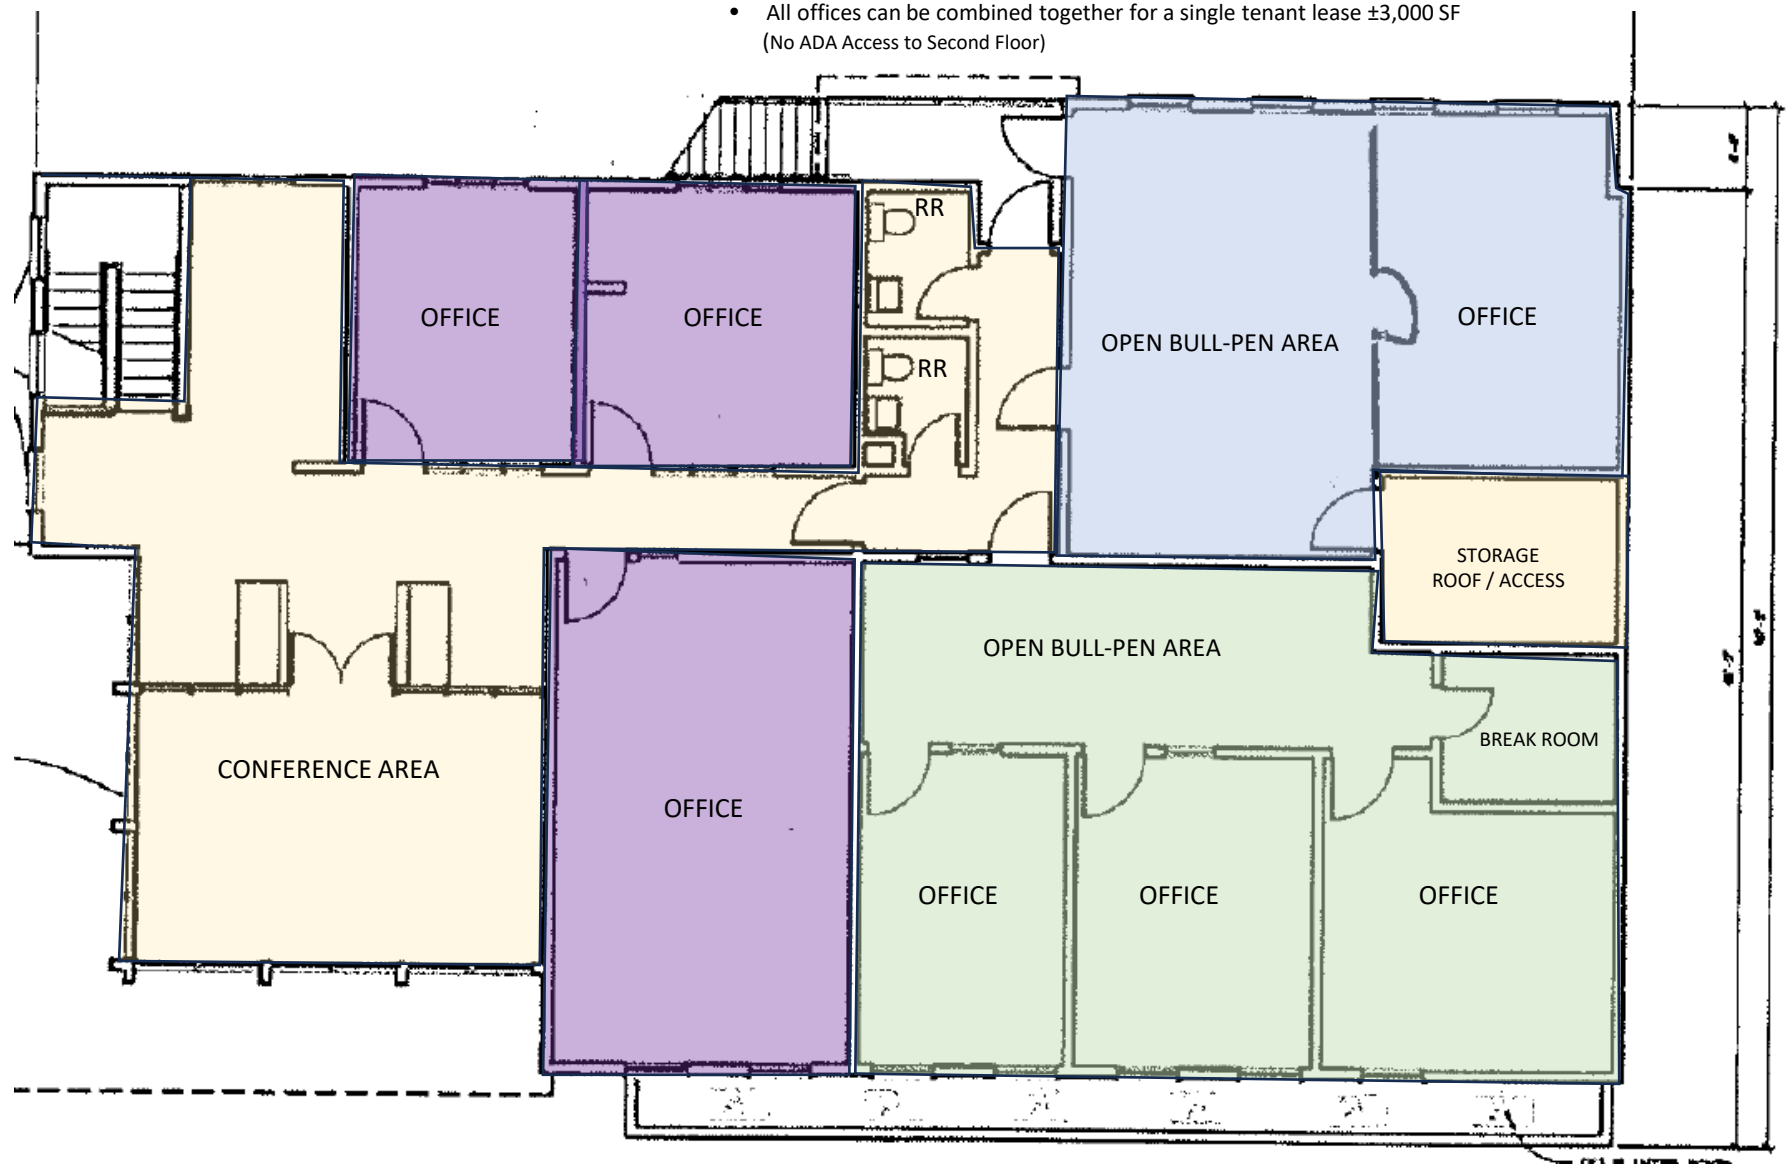 • All offices can be combined together for a single tenant lease ±3,000 SF
(No ADA Access to Second Floor)
RR
OFFICE
OFFICE
OFFICE
OPEN BULL-PEN AREA
RR
STORAGE
ROOF / ACCESS
OPEN BULL-PEN AREA
BREAK ROOM
CONFERENCE AREA
OFFICE
OFFICE
OFFICE
OFFICE